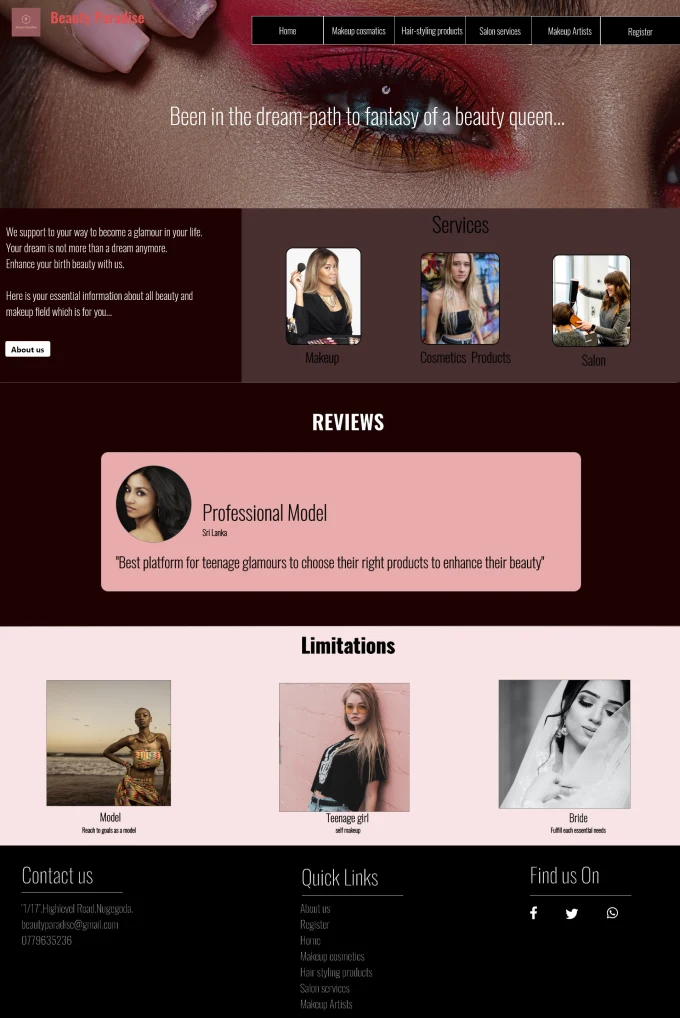 Beauty Paradise
Home
Makeup cosmatics
Hair-styling products
Salon services
Makeup Artists
Register
Been in the dream-path to fantasy of a beauty queen...
We support to your way to become a glamour in your life.
Your dream is not more than a dream anymore.
Enhance your birth beauty with us.
Here is your essential information about all beauty and
makeup field which is for you...
About us
Services
Makeup
Cosmetics Products
Salon
REVIEWS
Professional Model
Sri Lanka
"Best platform for teenage glamours to choose their right products to enhance their beauty"
Limitations
Model
Reach to goals as a model
Teenage girl
self makeup
Bride
Fulfill each essential needs
Contact us
"1/17",Highlevel Road,Nugegoda.
beautyparadise@gmail.com
0779635236
Quick Links
About us
Register
Home
Makeup cosmetics
Hair styling products
Salon services
Makeup Artists
Find us On